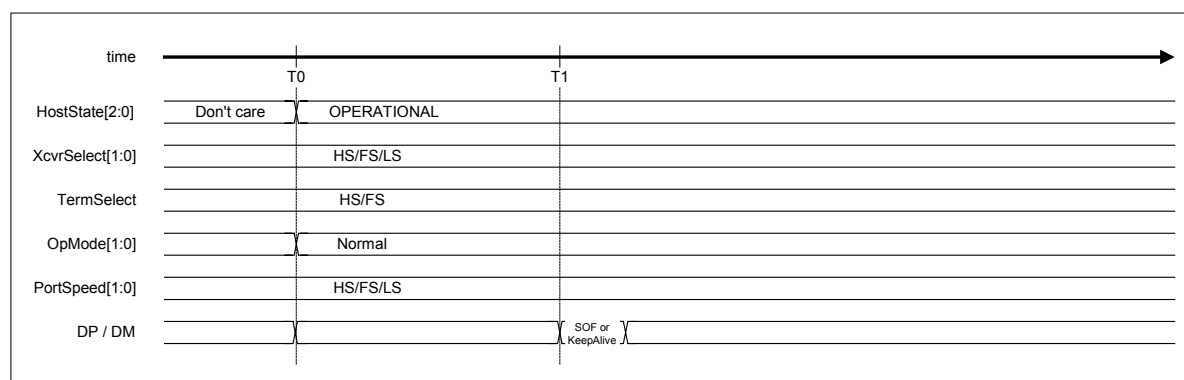 time
T0 T1
HostState[2:0] Don't care OPERATIONAL
XcvrSelect[1:0] HS/FS/LS
TermSelect HS/FS
OpMode[1:0] Normal
PortSpeed[1:0] HS/FS/LS
DP / DM SOF or
KeepAlive